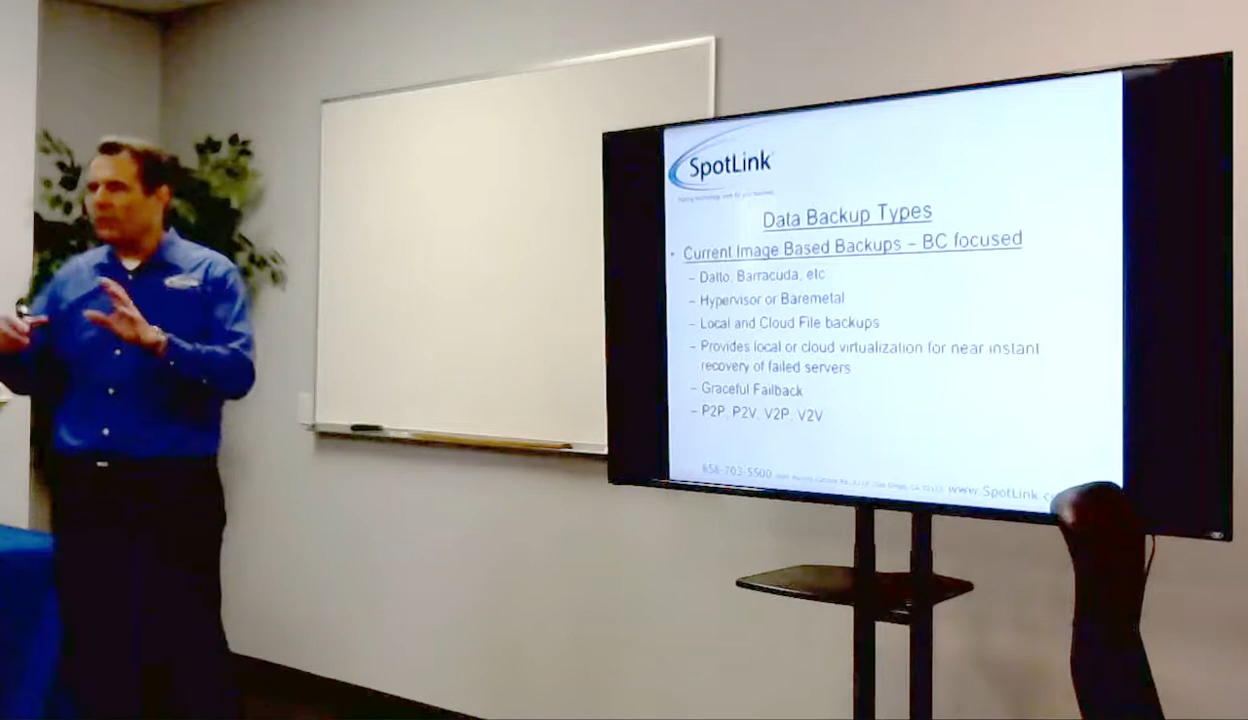 SpotLink
Data Backup Types
• Current Image Based Backups – BC focused
– Datto, Barracuda, etc
– Hypervisor or Baremetal
– Local and Cloud File backups
– Provides local or cloud virtualization for near instant
recovery of failed servers
– Graceful Failback
– P2P, P2V, V2P, V2V
858-703-5500 www.SpotLink.c